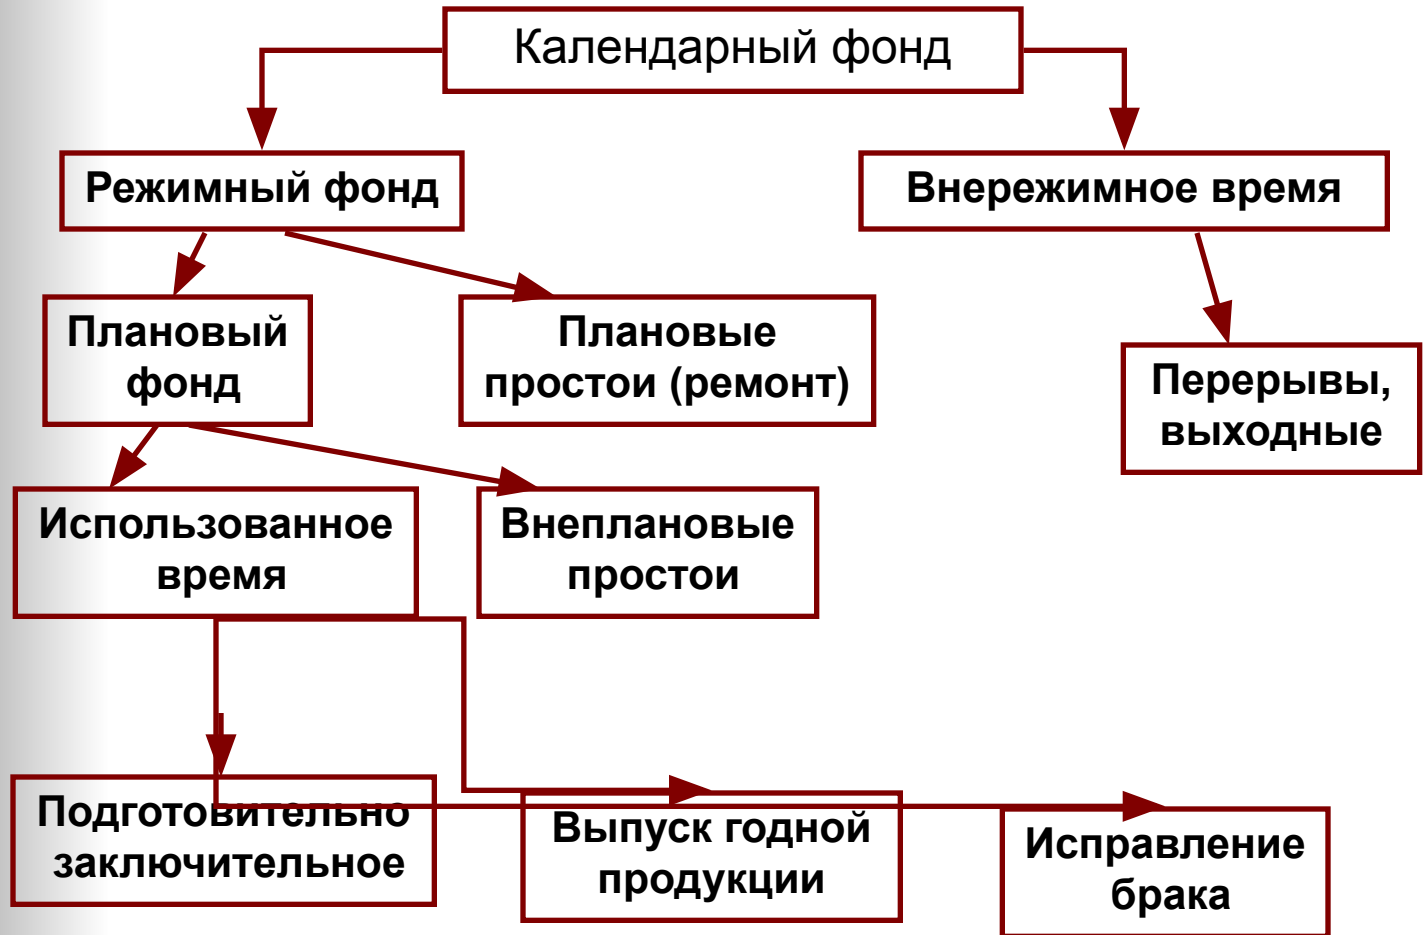 Календарный фонд
Режимный фонд
Внережимное время
Плановый
фонд
Плановые
простои (ремонт)
Перерывы,
выходные
Использованное
время
Внеплановые
простои
Подготовительно
заключительное
Выпуск годной
продукции
Исправление
брака